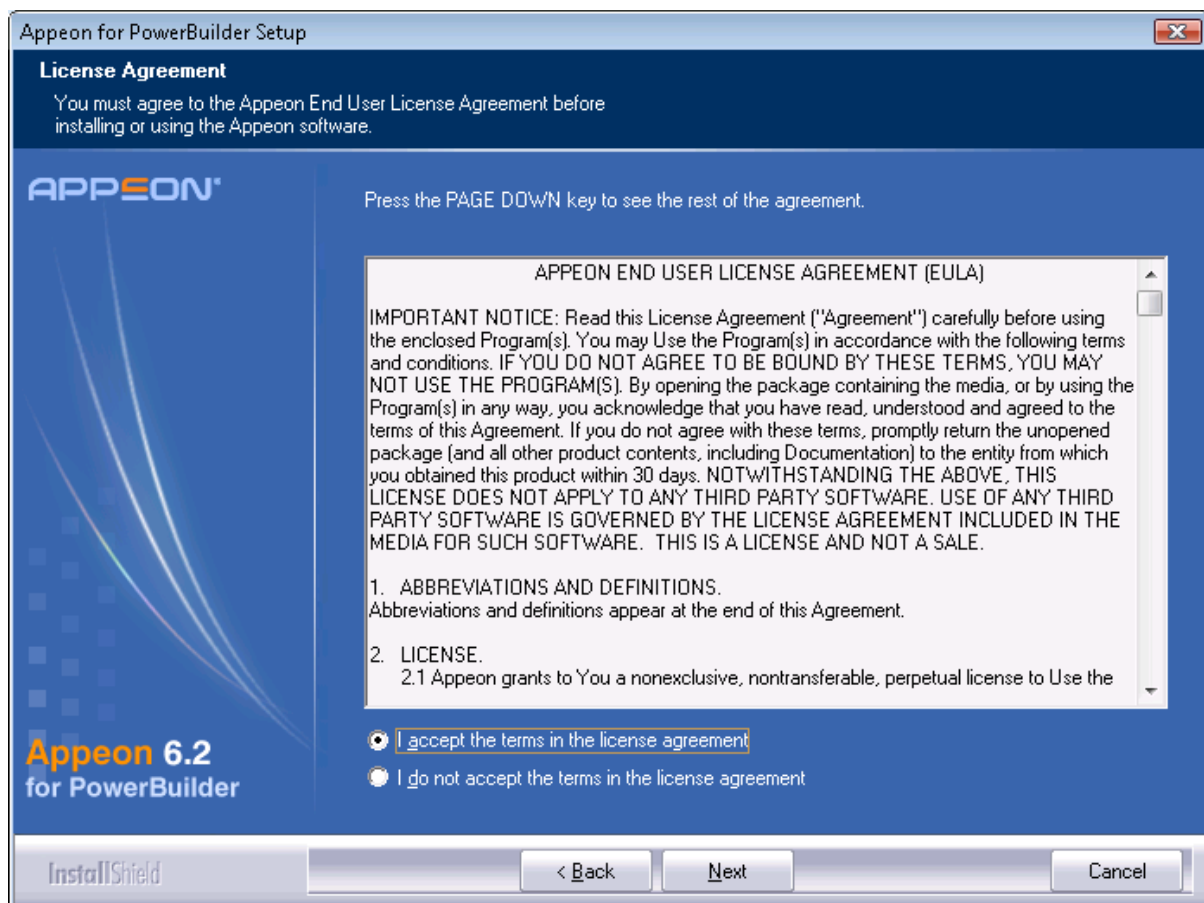 Appeon for PowerBuilder Setup
License Agreement
You must agree to the Appeon End User License Agreement before
installing or using the Appeon software.
APPEON
Press the PAGE DOWN key to see the rest of the agreement.
APPEON END USER LICENSE AGREEMENT (EULA)
IMPORTANT NOTICE: Read this License Agreement ("Agreement") carefully before using
the enclosed Program(s). You may Use the Program(s) in accordance with the following terms
and conditions. IF YOU DO NOT AGREE TO BE BOUND BY THESE TERMS, YOU MAY
NOT USE THE PROGRAM(S). By opening the package containing the media, or by using the
Program(s) in any way, you acknowledge that you have read, understood and agreed to the
terms of this Agreement. If you do not agree with these terms, promptly return the unopened
package (and all other product contents, including Documentation) to the entity from which
you obtained this product within 30 days. NOTWITHSTANDING THE ABOVE, THIS
LICENSE DOES NOT APPLY TO ANY THIRD PARTY SOFTWARE. USE OF ANY THIRD
PARTY SOFTWARE IS GOVERNED BY THE LICENSE AGREEMENT INCLUDED IN THE
MEDIA FOR SUCH SOFTWARE.  THIS IS A LICENSE AND NOT A SALE.
1.  ABBREVIATIONS AND DEFINITIONS.
Abbreviations and definitions appear at the end of this Agreement.
2.  LICENSE.
2.1 Appeon grants to You a nonexclusive, nontransferable, perpetual license to Use the
I accept the terms in the license agreement
I do not accept the terms in the license agreement
Appeon 6.2
for PowerBuilder
InstallShield
< Back
Next
Cancel